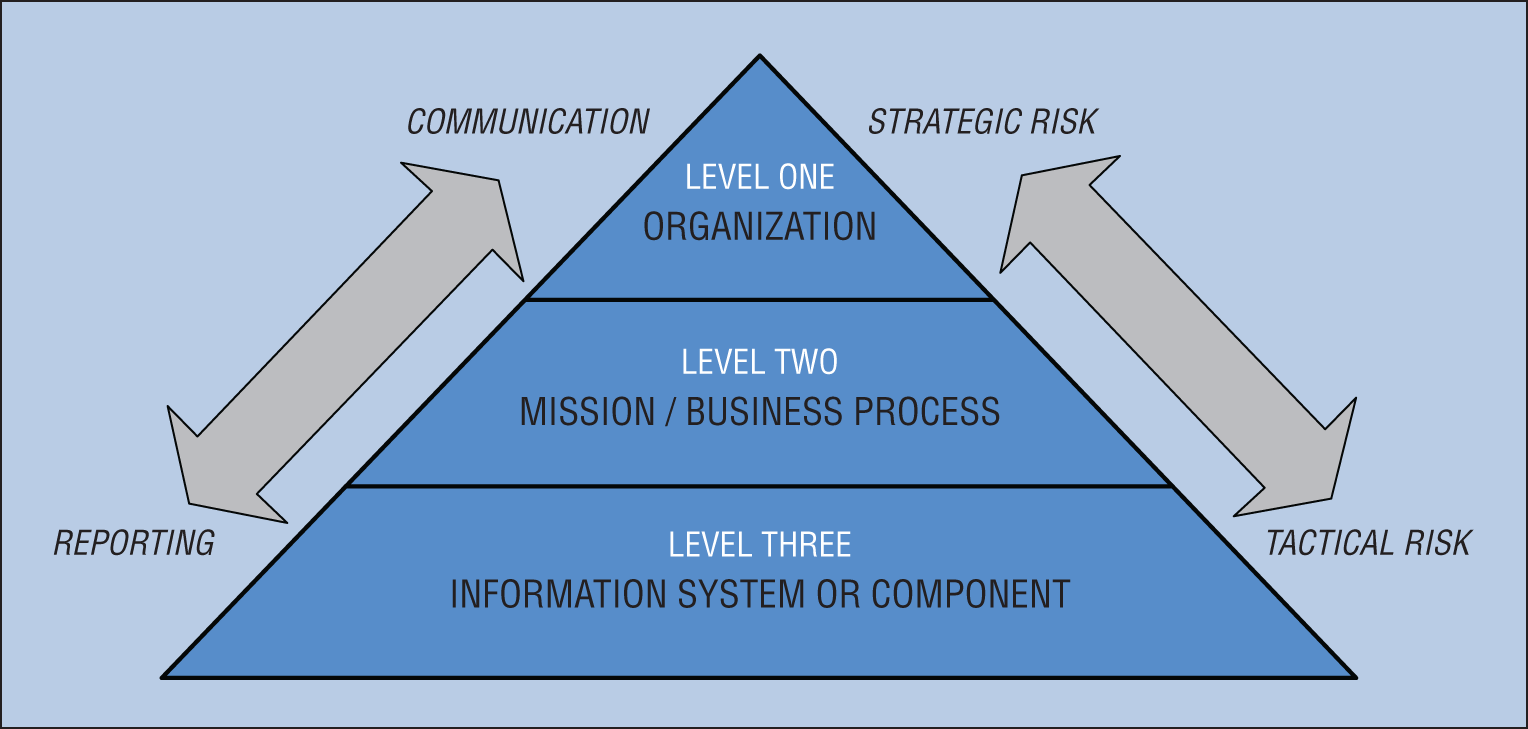 COMMUNICATION
STRATEGIC RISK
LEVEL ONE
ORGANIZATION
LEVEL TWO
MISSION / BUSINESS PROCESS
REPORTING
TACTICAL RISK
LEVEL THREE
INFORMATION SYSTEM OR COMPONENT